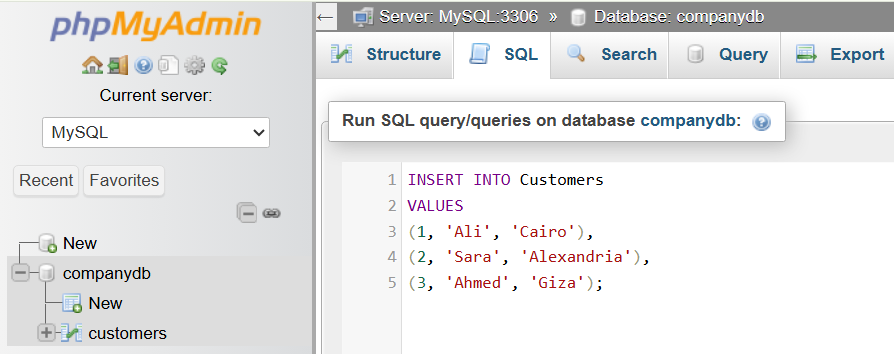 phpMyAdmin
Current server:
MySQL
Recent Favorites
New
companydb
New
customers
Server: MySQL:3306 » Database: companydb
Structure SQL Search Query Export
Run SQL query/queries on database companydb:
1 INSERT INTO Customers
2 VALUES
3 (1, 'Ali', 'Cairo'),
4 (2, 'Sara', 'Alexandria'),
5 (3, 'Ahmed', 'Giza');